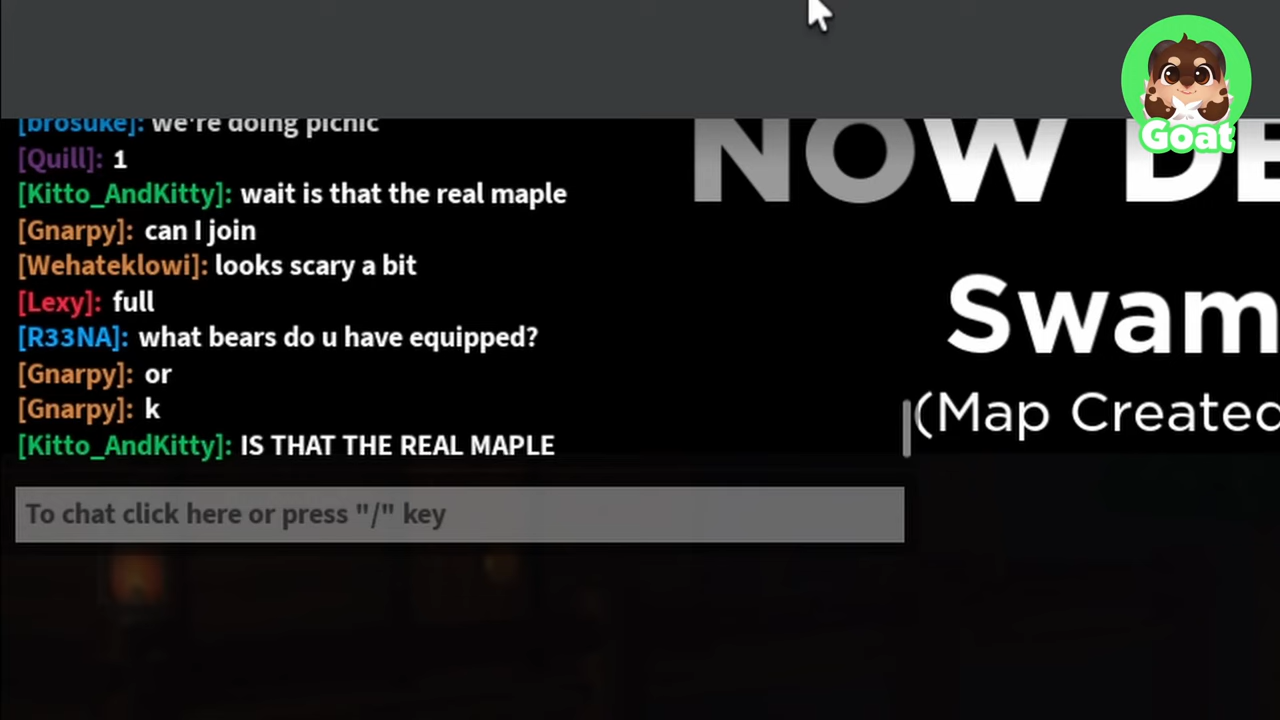 [brosuke]: we're doing picnic
[Quill]: 1
[Kitto_AndKitty]: wait is that the real maple
[Gnarpy]: can I join
[Wehateklowi]: looks scary a bit
[Lexy]: full
[R33NA]: what bears do u have equipped?
[Gnarpy]: or
[Gnarpy]: k
[Kitto_AndKitty]: IS THAT THE REAL MAPLE
To chat click here or press "/" key
NOW DE
Swam
(Map Created
Goat